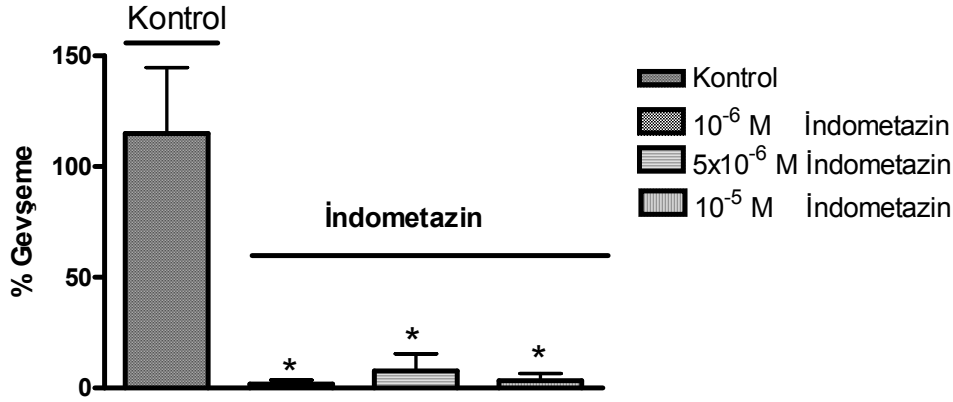 Kontrol
150
100
50
0
% Gevşeme
İndometazin
*
*
*
Kontrol
10⁻⁶ M İndometazin
5x10⁻⁶ M İndometazin
10⁻⁵ M İndometazin